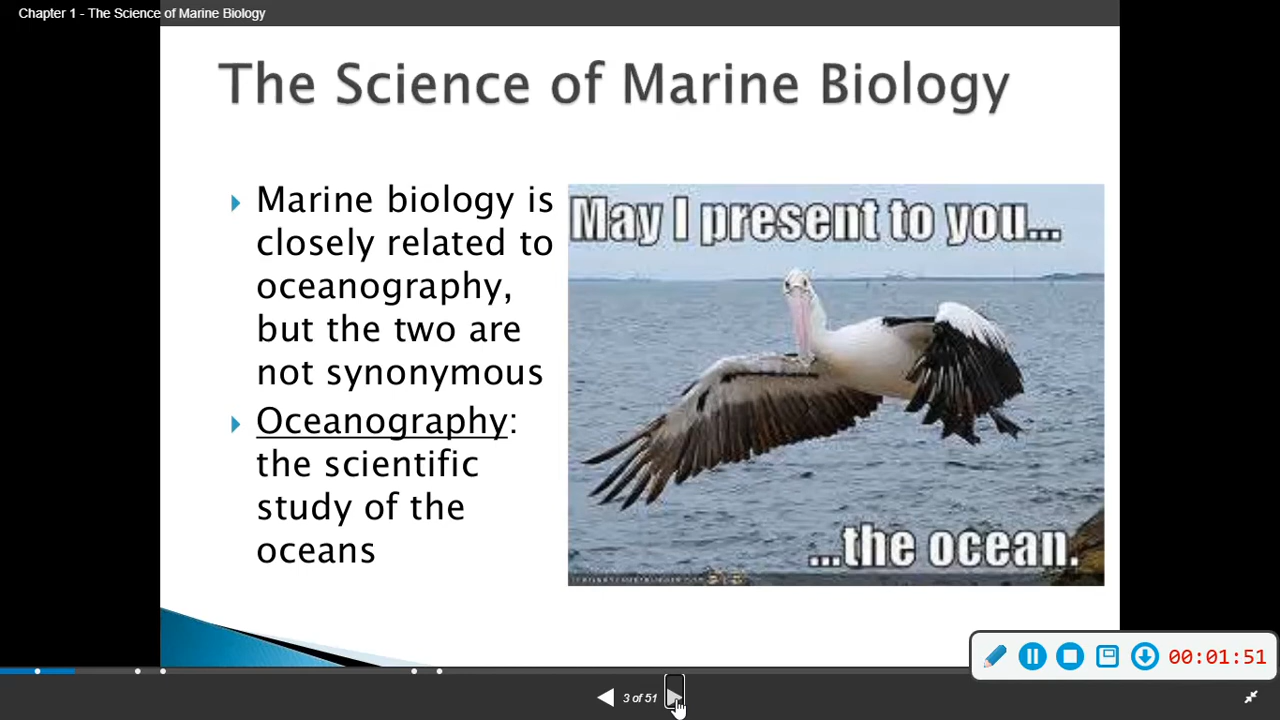 Chapter 1 - The Science of Marine Biology
The Science of Marine Biology
Marine biology is
closely related to
oceanography,
but the two are
not synonymous
Oceanography:
the scientific
study of the
oceans
May I present to you...
...the ocean.
00:01:51
3 of 51